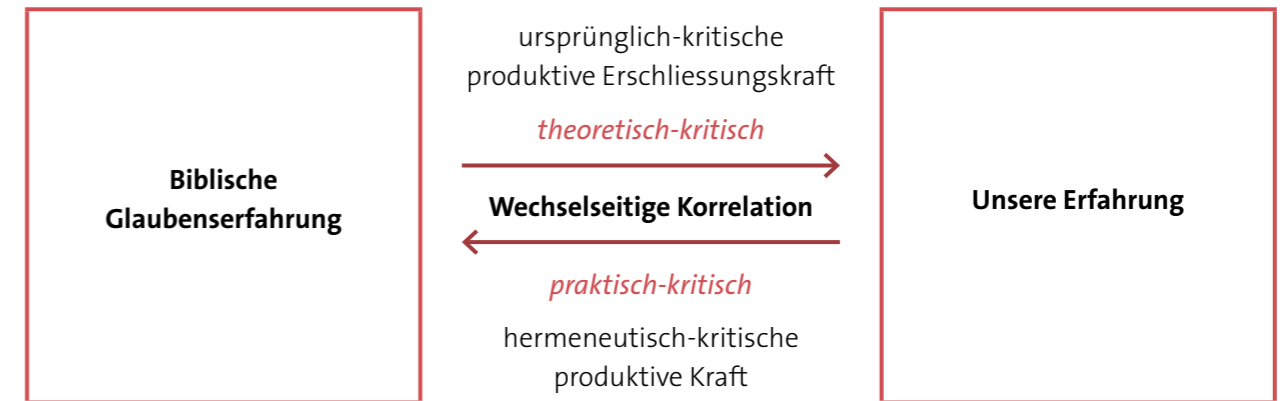 Biblische
Glaubenserfahrung
ursprünglich-kritische
produktive Erschliessungskraft
theoretisch-kritisch
Wechselseitige Korrelation
praktisch-kritisch
hermeneutisch-kritische
produktive Kraft
Unsere Erfahrung